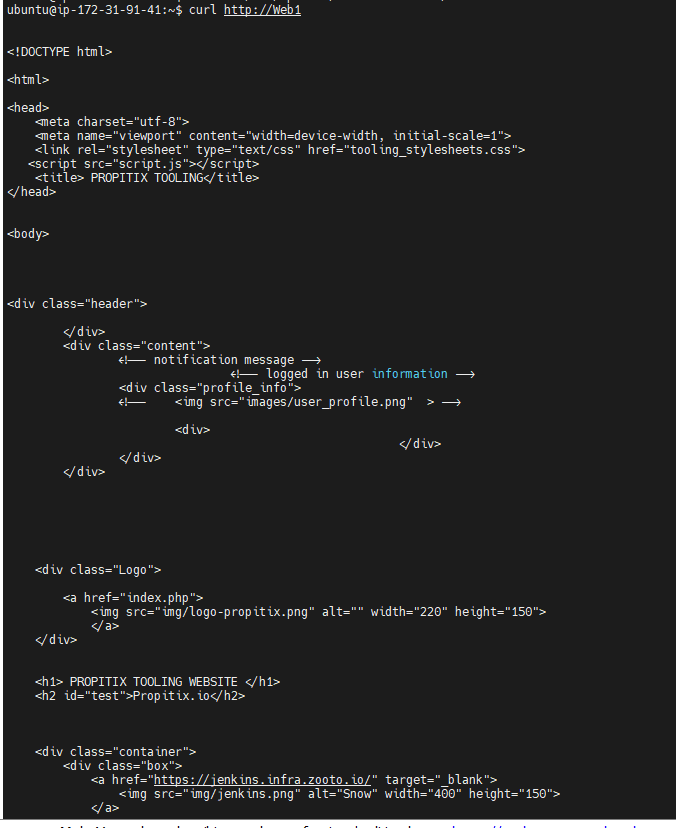 ubuntu@ip-172-31-91-41:~$ curl http://Web1
<!DOCTYPE html>
<html>
<head>
    <meta charset="utf-8">
    <meta name="viewport" content="width=device-width, initial-scale=1">
    <link rel="stylesheet" type="text/css" href="tooling_stylesheets.css">
   <script src="script.js"></script>
    <title> PROPITIX TOOLING</title>
</head>
<body>
<div class="header">
        </div>
        <div class="content">
                <!-- notification message -->
                                <!-- logged in user information -->
                <div class="profile_info">
                <!--    <img src="images/user_profile.png"  > -->
                        <div>
                                                        </div>
                </div>
        </div>
    <div class="Logo">
        <a href="index.php">
            <img src="img/logo-propitix.png" alt="" width="220" height="150">
            </a>
    </div>
    <h1> PROPITIX TOOLING WEBSITE </h1>
    <h2 id="test">Propitix.io</h2>
    <div class="container">
        <div class="box">
            <a href="https://jenkins.infra.zooto.io/" target="_blank">
                <img src="img/jenkins.png" alt="Snow" width="400" height="150">
            </a>